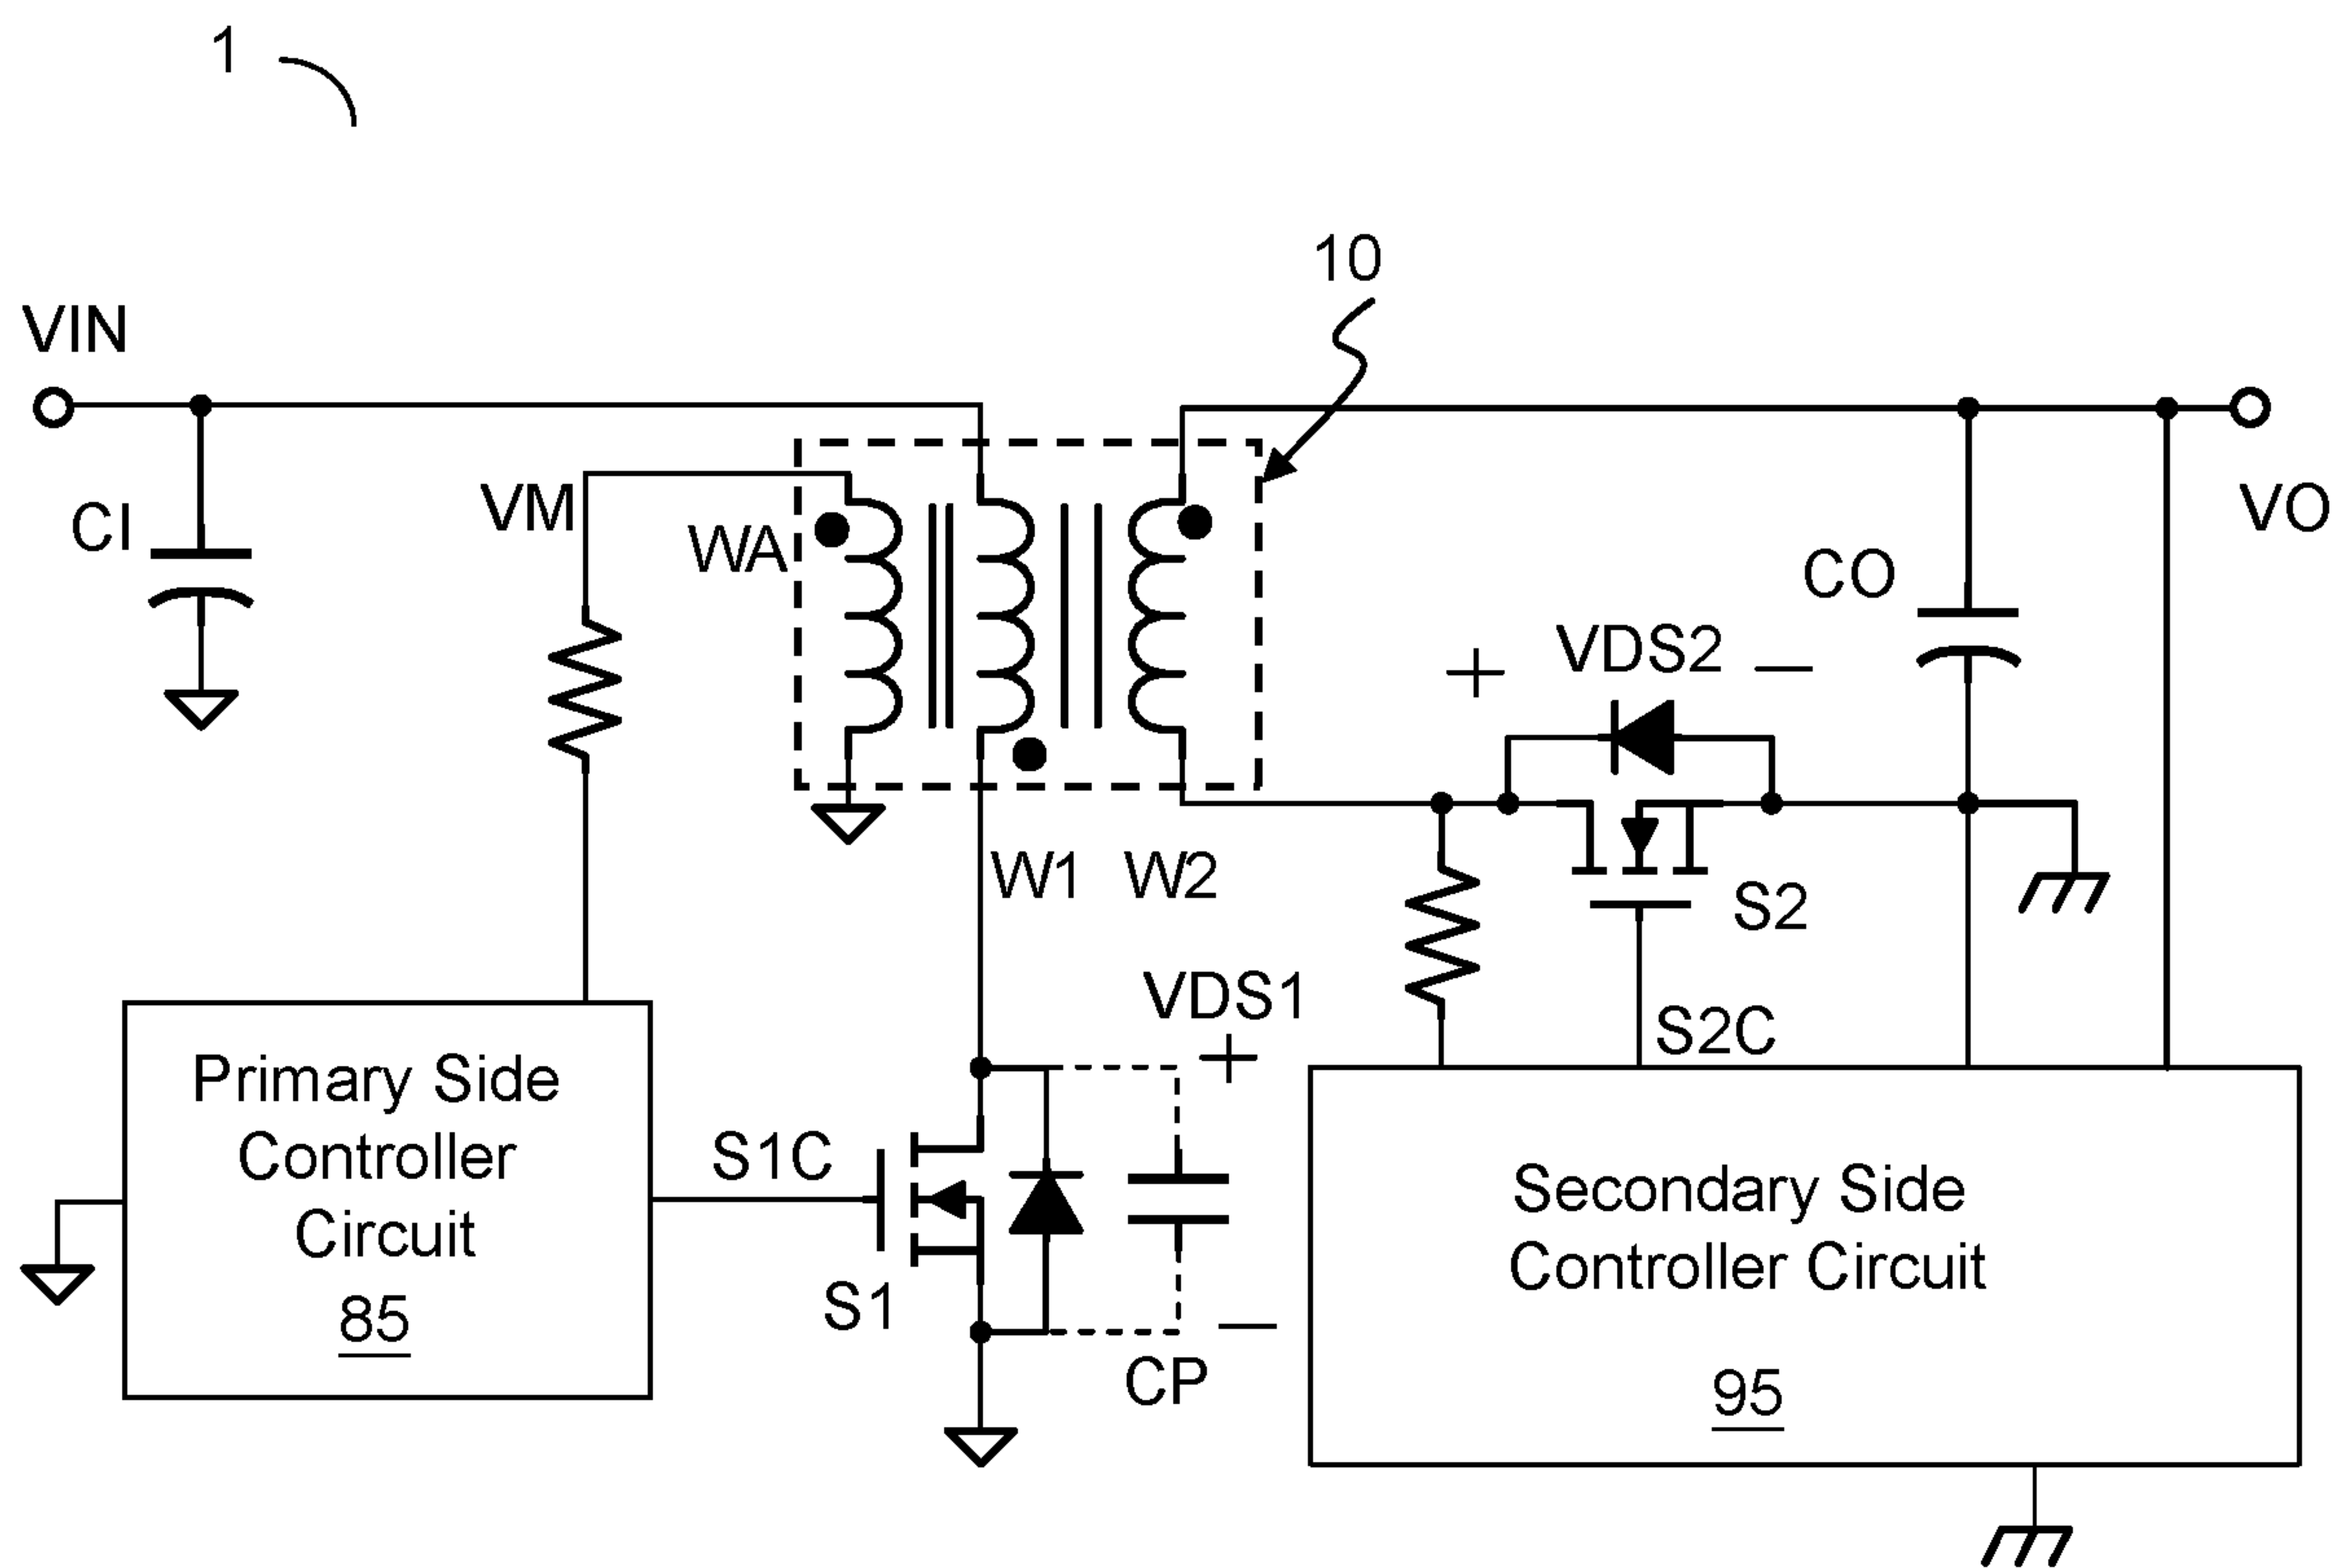 1
10
VIN
VM
WA
CI
VO
CO
+ VDS2 —
W1
W2
S2
VDS1
+
S2C
Primary Side
Controller
Circuit
85
S1C
S1
—
CP
Secondary Side
Controller Circuit
95